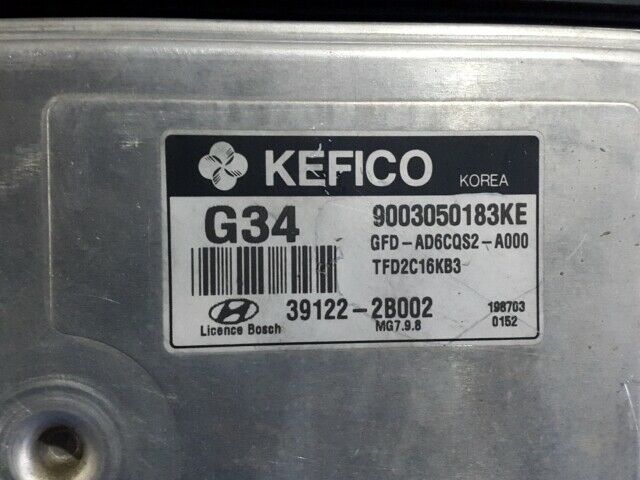 KEFICO KOREA
G34 9003050183KE
GFD-AD6CQS2-A000
TFD2C16KB3
39122-2B002 198703
Licence Bosch MG7.9.8 0152